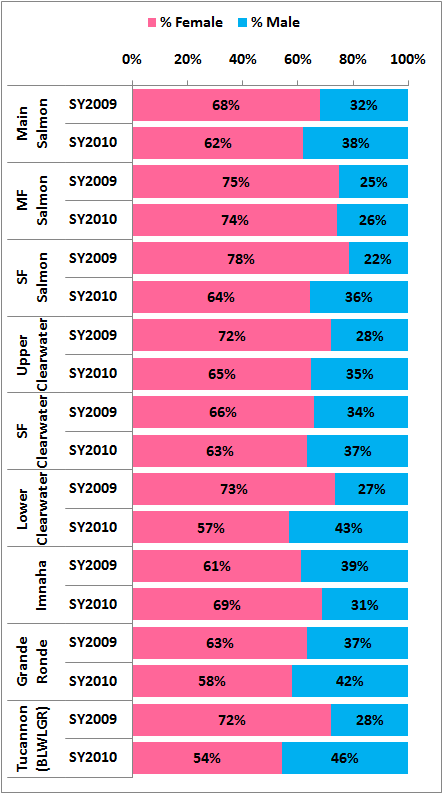 % Female % Male
0% 20% 40% 60% 80% 100%
Main
Salmon
SY2009 68% 32%
SY2010 62% 38%
MF
Salmon
SY2009 75% 25%
SY2010 74% 26%
SF
Salmon
SY2009 78% 22%
SY2010 64% 36%
Upper
Clearwater
SY2009 72% 28%
SY2010 65% 35%
SF
Clearwater
SY2009 66% 34%
SY2010 63% 37%
Lower
Clearwater
SY2009 73% 27%
SY2010 57% 43%
Imnaha
SY2009 61% 39%
SY2010 69% 31%
Grande
Ronde
SY2009 63% 37%
SY2010 58% 42%
Tucannon
(BLWLGR)
SY2009 72% 28%
SY2010 54% 46%